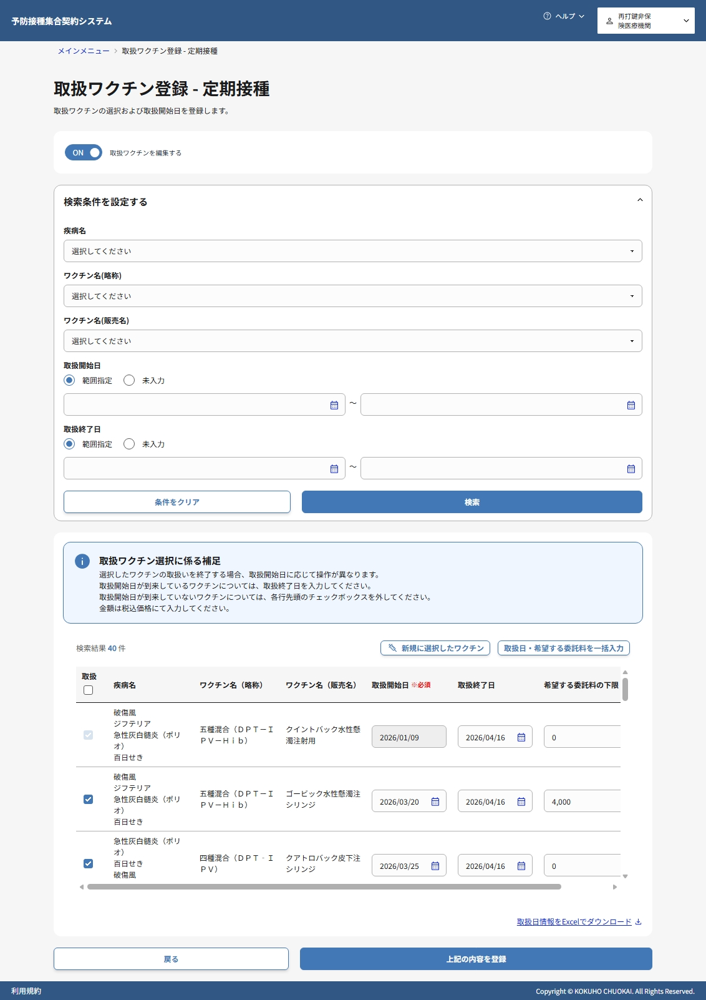 予防接種集合契約システム
ヘルプ
再打鍵非保
険医療機関
メインメニュー > 取扱ワクチン登録 - 定期接種
取扱ワクチン登録 - 定期接種
取扱ワクチンの選択および取扱開始日を登録します。
ON 取扱ワクチンを編集する
検索条件を設定する
疾病名
選択してください
ワクチン名(略称)
選択してください
ワクチン名(販売名)
選択してください
取扱開始日
範囲指定 未入力
～
取扱終了日
範囲指定 未入力
～
条件をクリア 検索
取扱ワクチン選択に係る補足
選択したワクチンの取扱いを終了する場合、取扱開始日に応じて操作が異なります。
取扱開始日が到来しているワクチンについては、取扱終了日を入力してください。
取扱開始日が到来していないワクチンについては、各行先頭のチェックボックスを外してください。
金額は税込価格にて入力してください。
検索結果 40 件 新規に選択したワクチン 取扱日・希望する委託料を一括入力
取扱 疾病名 ワクチン名（略称） ワクチン名（販売名） 取扱開始日 ※必須 取扱終了日 希望する委託料の下限
破傷風
ジフテリア
急性灰白髄炎（ポリ
オ）
百日せき
五種混合（ＤＰＴ－Ｉ
ＰＶ－Ｈｉｂ）
クイントバック水性懸
濁注射用
2026/01/09 2026/04/16 0
破傷風
ジフテリア
急性灰白髄炎（ポリ
オ）
百日せき
五種混合（ＤＰＴ－Ｉ
ＰＶ－Ｈｉｂ）
ゴービック水性懸濁注
シリンジ
2026/03/20 2026/04/16 4,000
急性灰白髄炎（ポリ
オ）
百日せき
破傷風
四種混合（ＤＰＴ‐Ｉ
ＰＶ）
クアトロバック皮下注
シリンジ
2026/03/25 2026/04/16 0
取扱日情報をExcelでダウンロード
戻る 上記の内容を登録
利用規約 Copyright © KOKUHO CHUOKAI. All Rights Reserved.